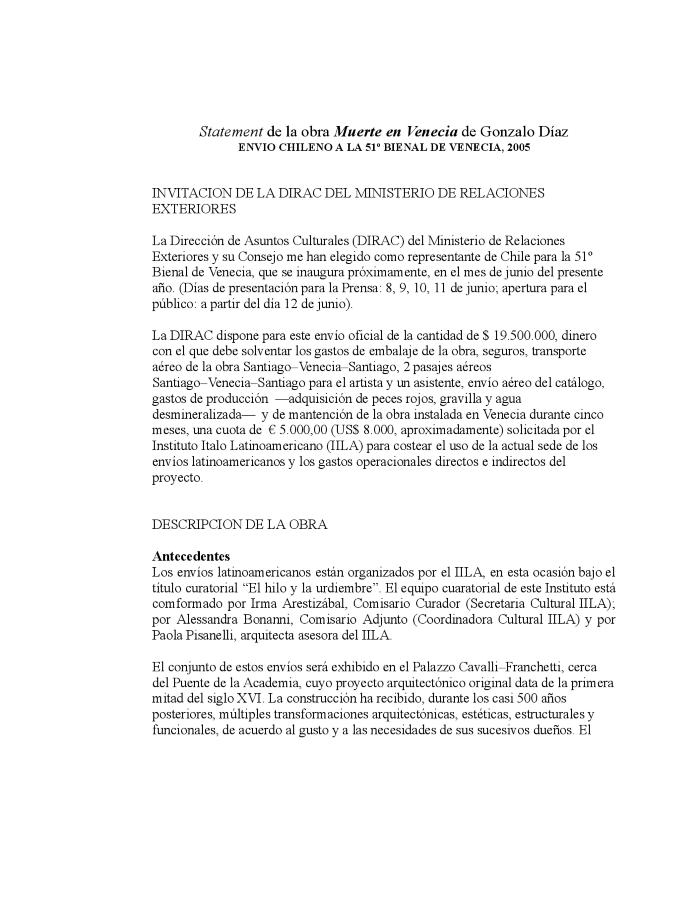 Statement de la obra Muerte en Venecia de Gonzalo Díaz
ENVIO CHILENO A LA 51º BIENAL DE VENECIA, 2005
INVITACION DE LA DIRAC DEL MINISTERIO DE RELACIONES
EXTERIORES
La Dirección de Asuntos Culturales (DIRAC) del Ministerio de Relaciones
Exteriores y su Consejo me han elegido como representante de Chile para la 51º
Bienal de Venecia, que se inaugura próximamente, en el mes de junio del presente
año. (Días de presentación para la Prensa: 8, 9, 10, 11 de junio; apertura para el
público: a partir del día 12 de junio).
La DIRAC dispone para este envío oficial de la cantidad de $ 19.500.000, dinero
con el que debe solventar los gastos de embalaje de la obra, seguros, transporte
aéreo de la obra Santiago–Venecia–Santiago, 2 pasajes aéreos
Santiago–Venecia–Santiago para el artista y un asistente, envío aéreo del catálogo,
gastos de producción —adquisición de peces rojos, gravilla y agua
desmineralizada— y de mantención de la obra instalada en Venecia durante cinco
meses, una cuota de € 5.000,00 (US$ 8.000, aproximadamente) solicitada por el
Instituto Italo Latinoamericano (IILA) para costear el uso de la actual sede de los
envíos latinoamericanos y los gastos operacionales directos e indirectos del
proyecto.
DESCRIPCION DE LA OBRA
Antecedentes
Los envíos latinoamericanos están organizados por el IILA, en esta ocasión bajo el
título curatorial “El hilo y la urdiembre”. El equipo cuaratorial de este Instituto está
comformado por Irma Arestizábal, Comisario Curador (Secretaria Cultural IILA);
por Alessandra Bonanni, Comisario Adjunto (Coordinadora Cultural IILA) y por
Paola Pisanelli, arquitecta asesora del IILA.
El conjunto de estos envíos será exhibido en el Palazzo Cavalli–Franchetti, cerca
del Puente de la Academia, cuyo proyecto arquitectónico original data de la primera
mitad del siglo XVI. La construcción ha recibido, durante los casi 500 años
posteriores, múltiples transformaciones arquitectónicas, estéticas, estructurales y
funcionales, de acuerdo al gusto y a las necesidades de sus sucesivos dueños. El